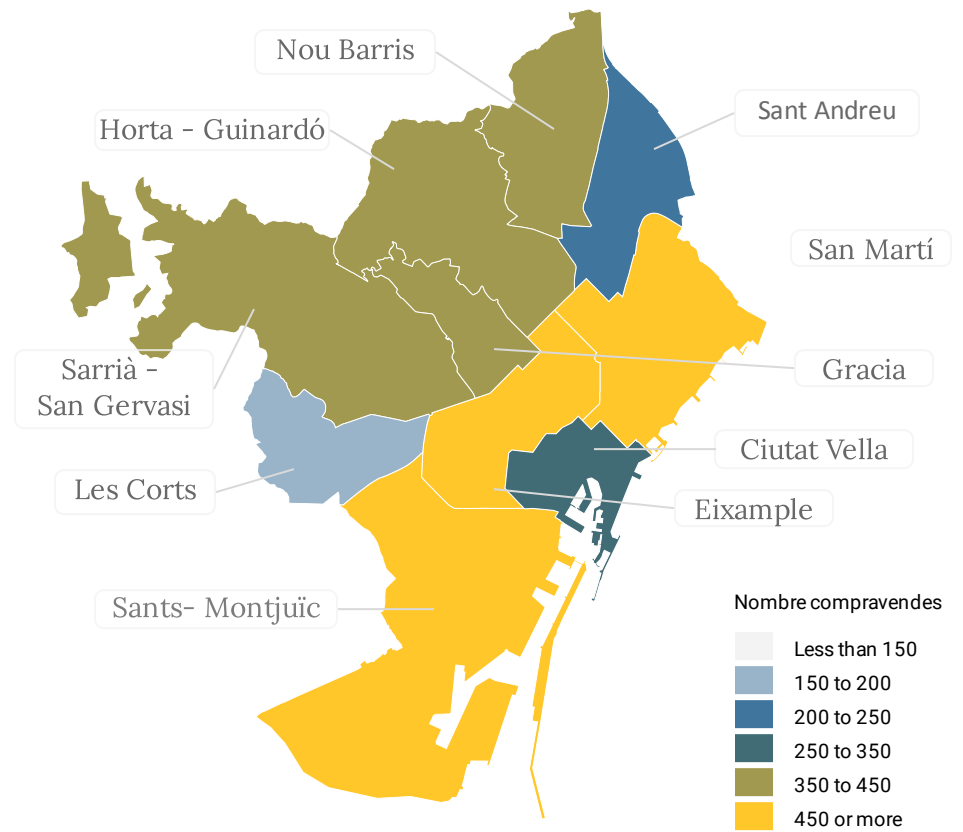 Nou Barris
Sant Andreu
Horta - Guinardó
San Martí
Sarrià -
San Gervasi
Gracia
Ciutat Vella
Les Corts
Eixample
Sants- Montjuïc
Nombre compravendes
Less than 150
150 to 200
200 to 250
250 to 350
350 to 450
450 or more